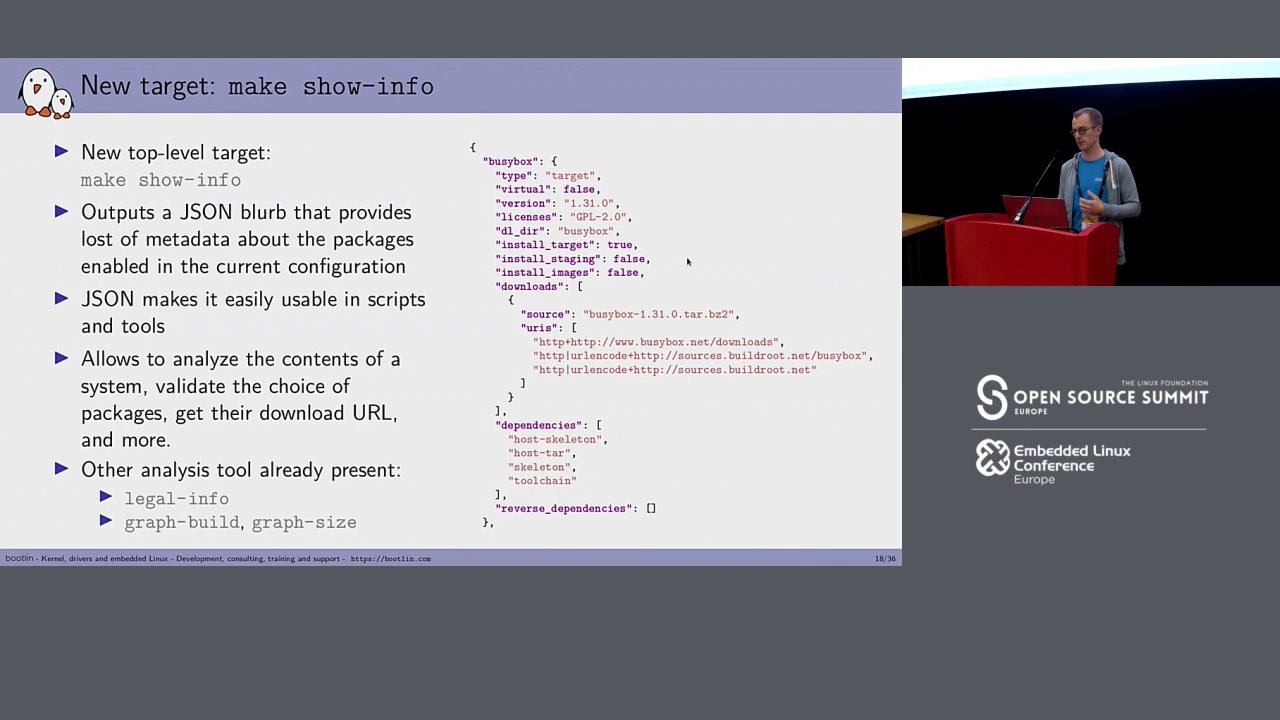 New target: make show-info
New top-level target:
make show-info
Outputs a JSON blurb that provides
lost of metadata about the packages
enabled in the current configuration
JSON makes it easily usable in scripts
and tools
Allows to analyze the contents of a
system, validate the choice of
packages, get their download URL,
and more.
Other analysis tool already present:
legal-info
graph-build, graph-size
{
"busybox": {
"type": "target",
"virtual": false,
"version": "1.31.0",
"licenses": "GPL-2.0",
"dl_dir": "busybox",
"install_target": true,
"install_staging": false,
"install_images": false,
"downloads": [
{
"source": "busybox-1.31.0.tar.bz2",
"uris": [
"http+http://www.busybox.net/downloads",
"http|urlencode+http://sources.buildroot.net/busybox",
"http|urlencode+http://sources.buildroot.net"
]
}
],
"dependencies": [
"host-skeleton",
"host-tar",
"skeleton",
"toolchain"
],
"reverse_dependencies": []
},
bootlin - Kernel, drivers and embedded Linux - Development, consulting, training and support - https://bootlin.com
18/36
THE LINUX FOUNDATION
OPEN SOURCE SUMMIT
EUROPE
Embedded Linux
Conference
Europe